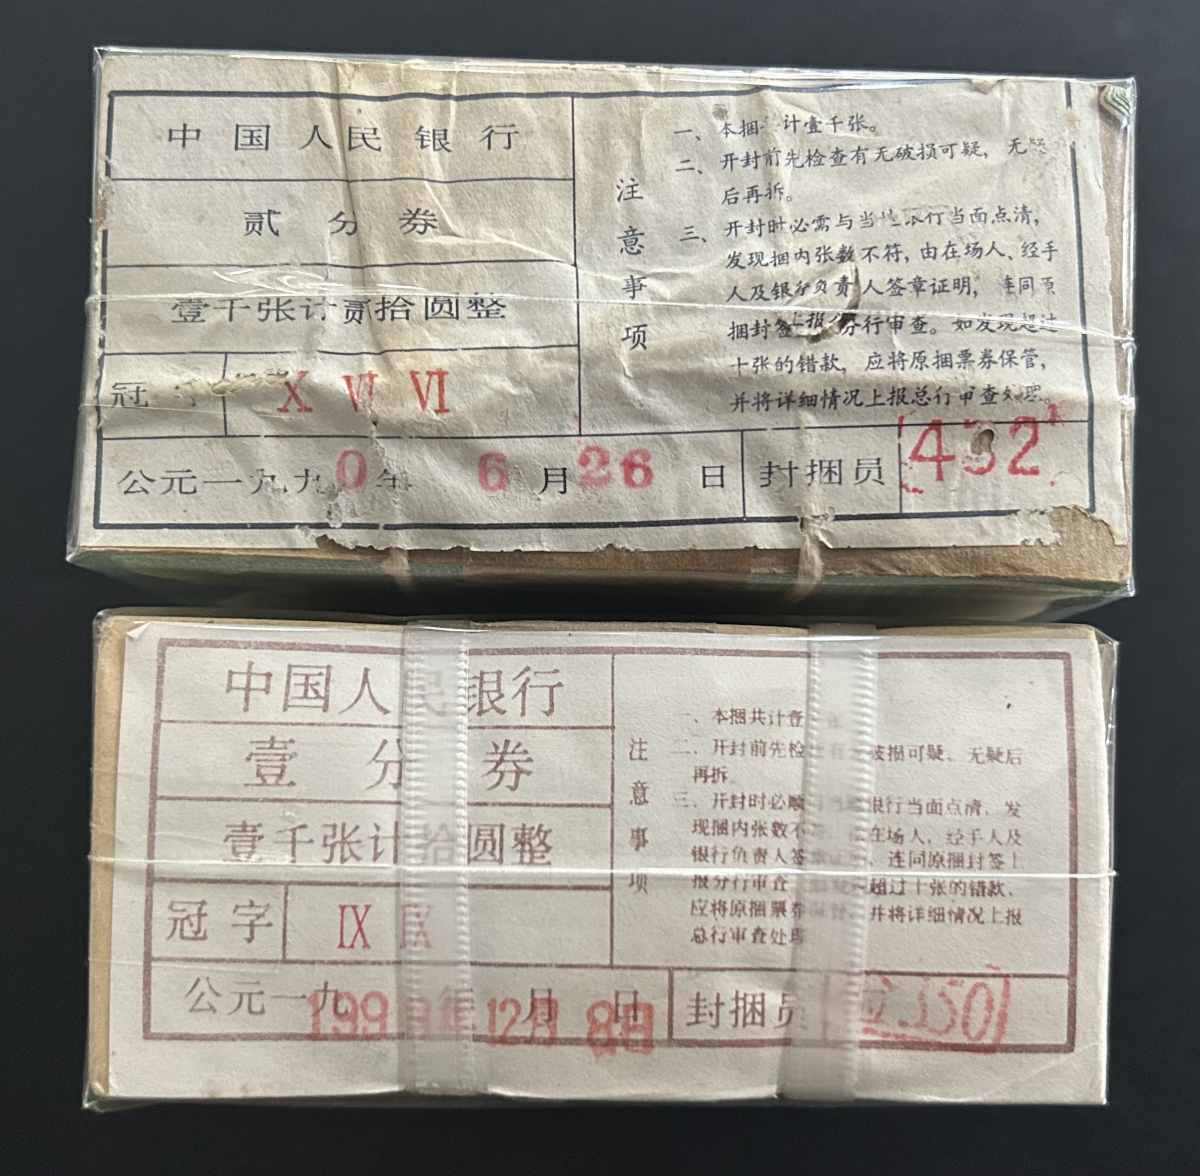 中国人民银行
贰分券
壹千张计贰拾圆整
冠 X VI VI
公元一九九0年6月26日
封捆员 432
注意事项
一、本捆 计壹千张。
二、开封前先检查有无破损可疑，无疑
后再拆。
三、开封时必需与当地银行当面点清，
发现捆内张数不符，由在场人、经手
人及银行负责人签章证明，连同原
捆封签上报分行审查。如发现超过
十张的错款，应将原捆票券保管，
并将详细情况上报总行审查处理。
中国人民银行
壹分券
壹千张计拾圆整
冠字 IX IX
公元一九 年 月 日
1999年12月8日
封捆员 350
注意事项
一、本捆共计壹
二、开封前先检 有 破损可疑、无疑后
再拆。
三、开封时必 当 银行当面点清、发
现捆内张数不 在场人，经手人及
银行负责人签 、连同原捆封签上
报分行审查 超过十张的错款、
应将原捆票券 并将详细情况上报
总行审查处理